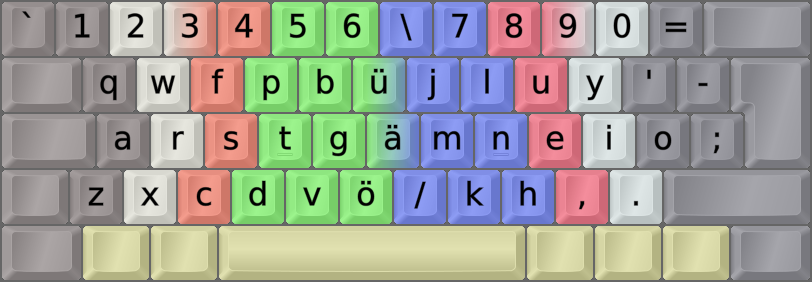 ` 1 2 3 4 5 6 \ 7 8 9 0 =
q w f p b ü j l u y ' -
a r s t g ä m n e i o ;
z x c d v ö / k h , .